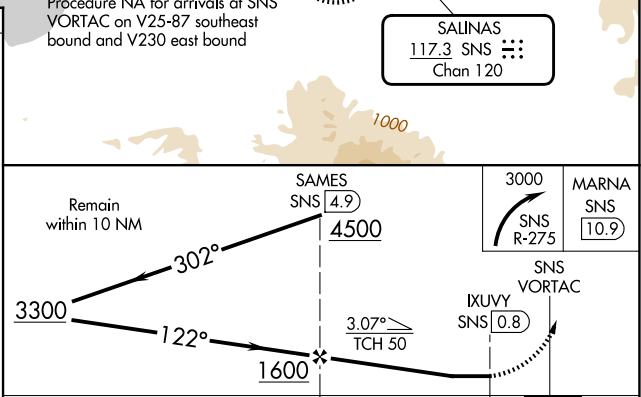 Procedure NA for arrivals at SNS
VORTAC on V25-87 southeast
bound and V230 east bound
SALINAS
117.3 SNS
Chan 120
1000
Remain
within 10 NM
SAMES
SNS 4.9
4500
3000
SNS
R-275
MARNA
SNS
10.9
302°
3300
122°
1600
3.07°
TCH 50
IXUVY
SNS 0.8
SNS
VORTAC